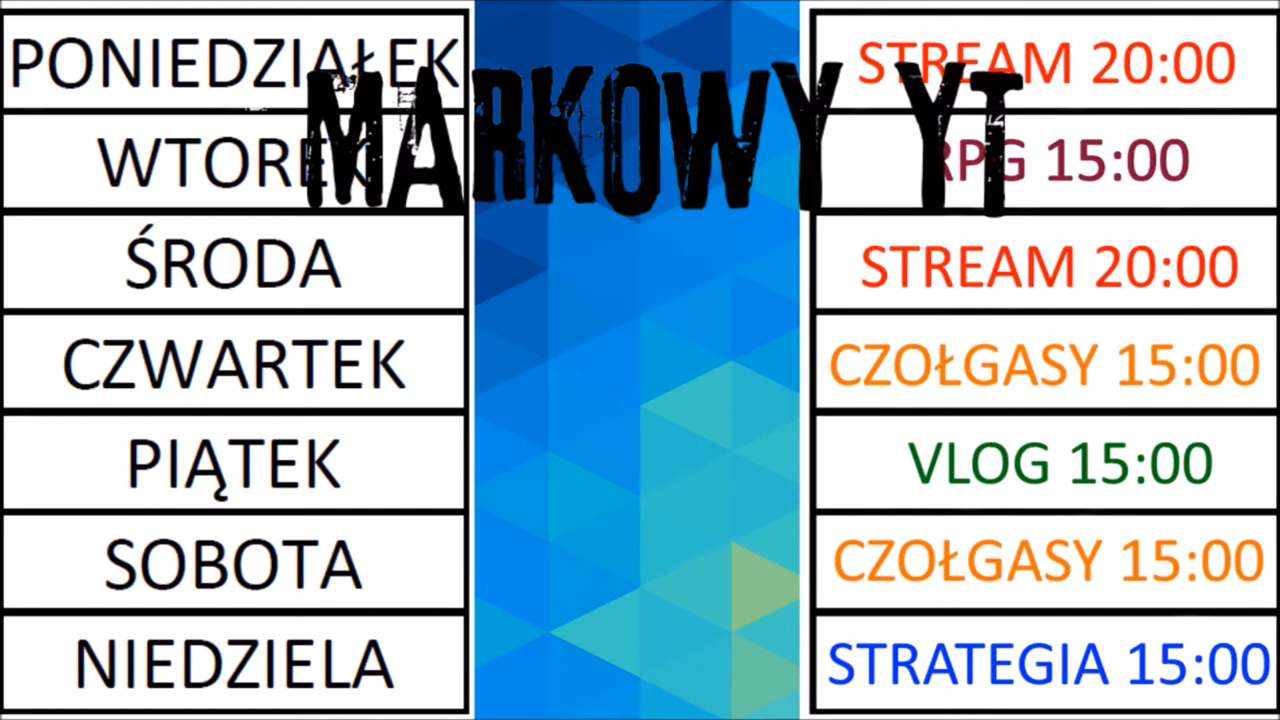 PONIEDZIAŁEK STREAM 20:00
MARKOWY YT
WTOREK RPG 15:00
ŚRODA STREAM 20:00
CZWARTEK CZOŁGASY 15:00
PIĄTEK VLOG 15:00
SOBOTA CZOŁGASY 15:00
NIEDZIELA STRATEGIA 15:00